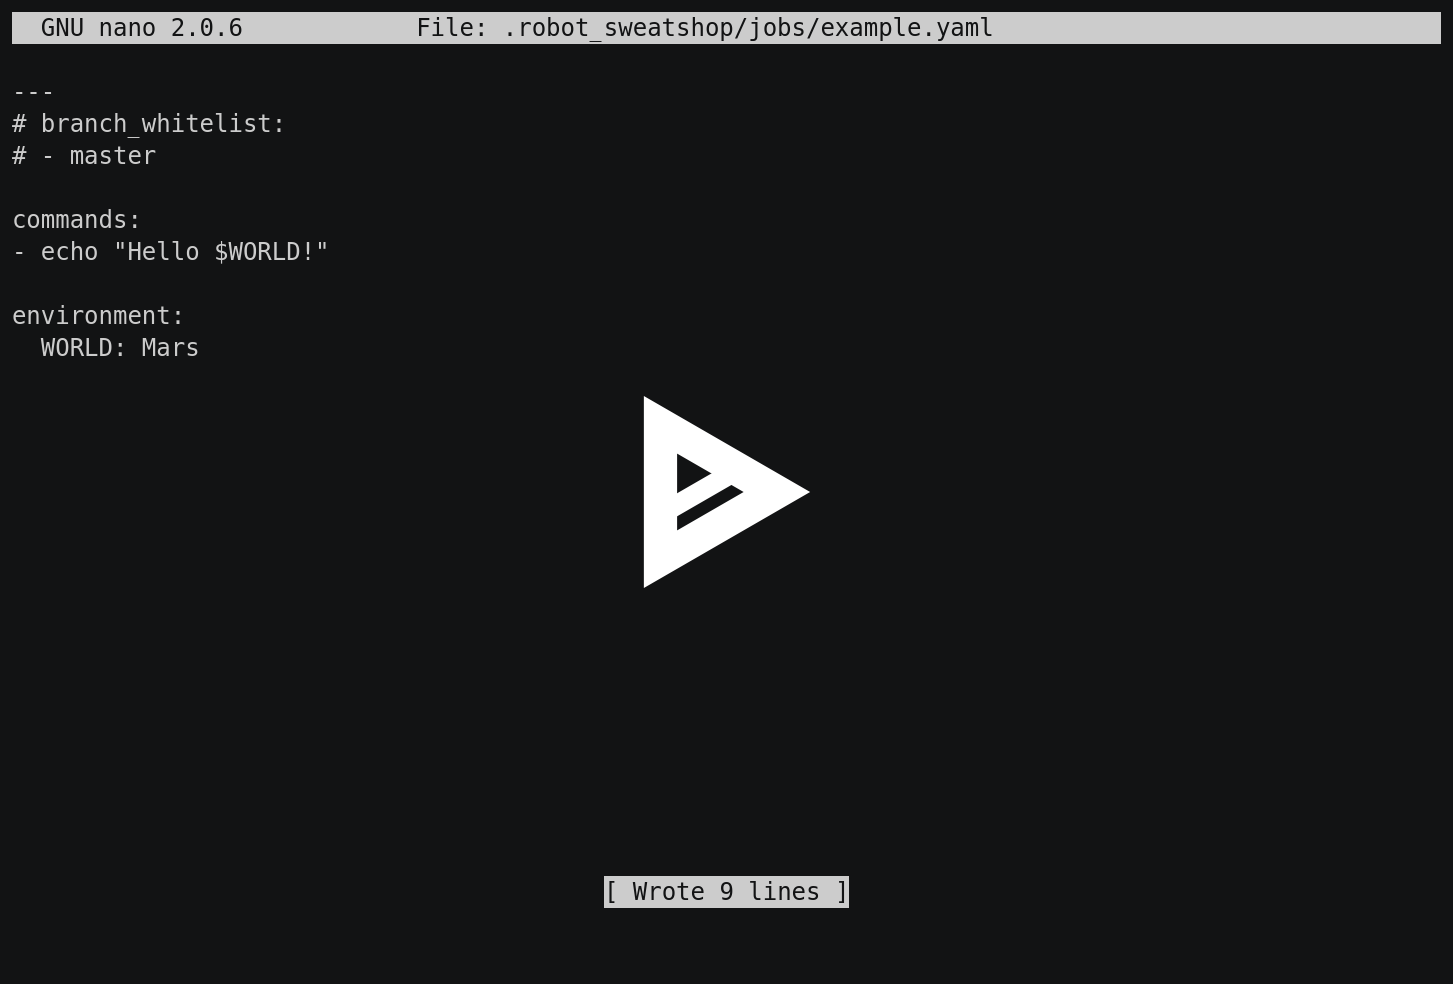 GNU nano 2.0.6 File: .robot_sweatshop/jobs/example.yaml
---
# branch_whitelist:
# - master
commands:
- echo "Hello $WORLD!"
environment:
  WORLD: Mars
[ Wrote 9 lines ]